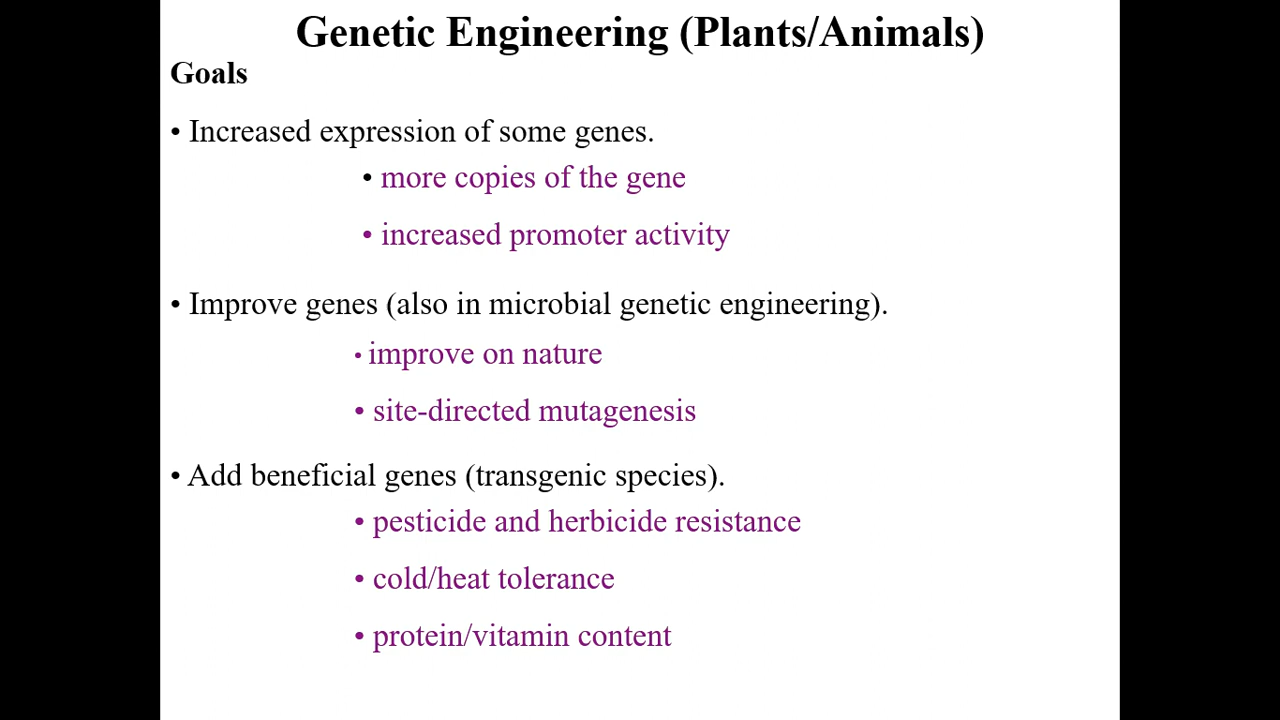 Genetic Engineering (Plants/Animals)
Goals
• Increased expression of some genes.
• more copies of the gene
• increased promoter activity
• Improve genes (also in microbial genetic engineering).
• improve on nature
• site-directed mutagenesis
• Add beneficial genes (transgenic species).
• pesticide and herbicide resistance
• cold/heat tolerance
• protein/vitamin content